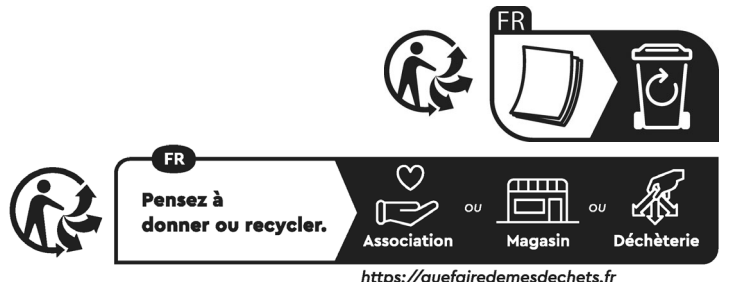 FR
FR
Pensez à
donner ou recycler.
Association ou Magasin ou Déchèterie
https://quefairedemesdechets.fr